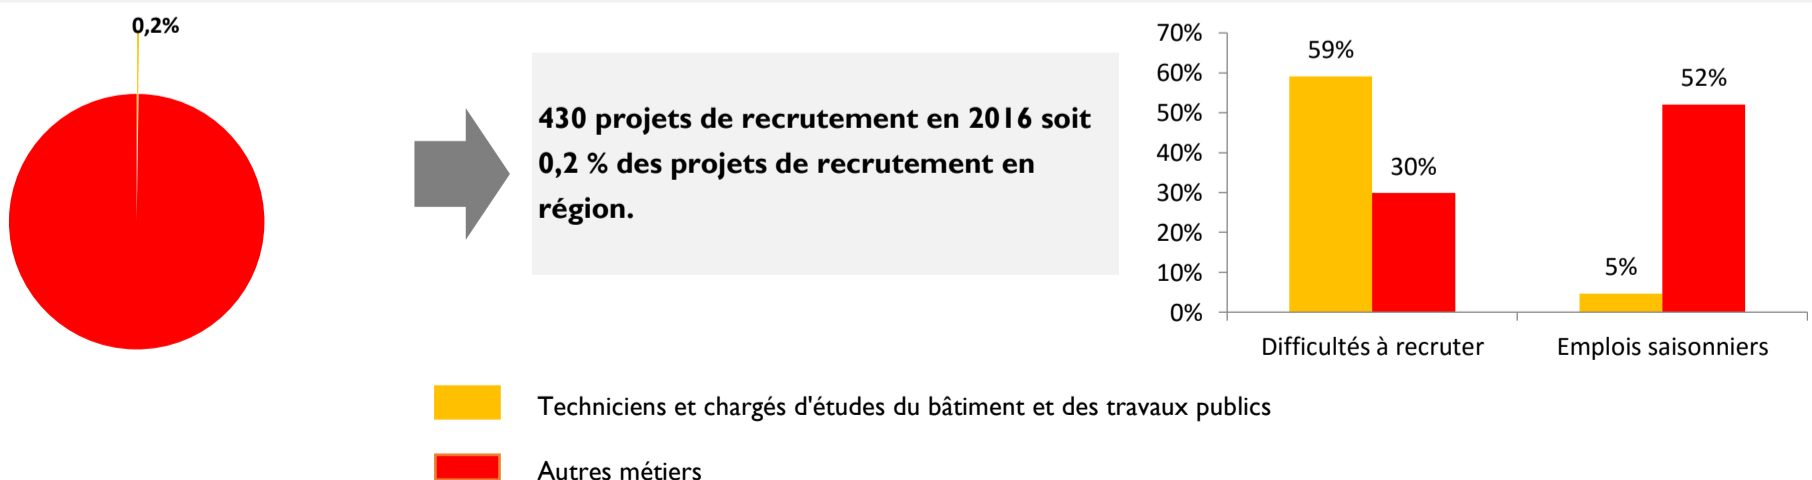 0,2%
430 projets de recrutement en 2016 soit
0,2 % des projets de recrutement en
région.
70%
60%
50%
40%
30%
20%
10%
0%
59%
30%
5%
52%
Difficultés à recruter
Emplois saisonniers
Techniciens et chargés d'études du bâtiment et des travaux publics
Autres métiers